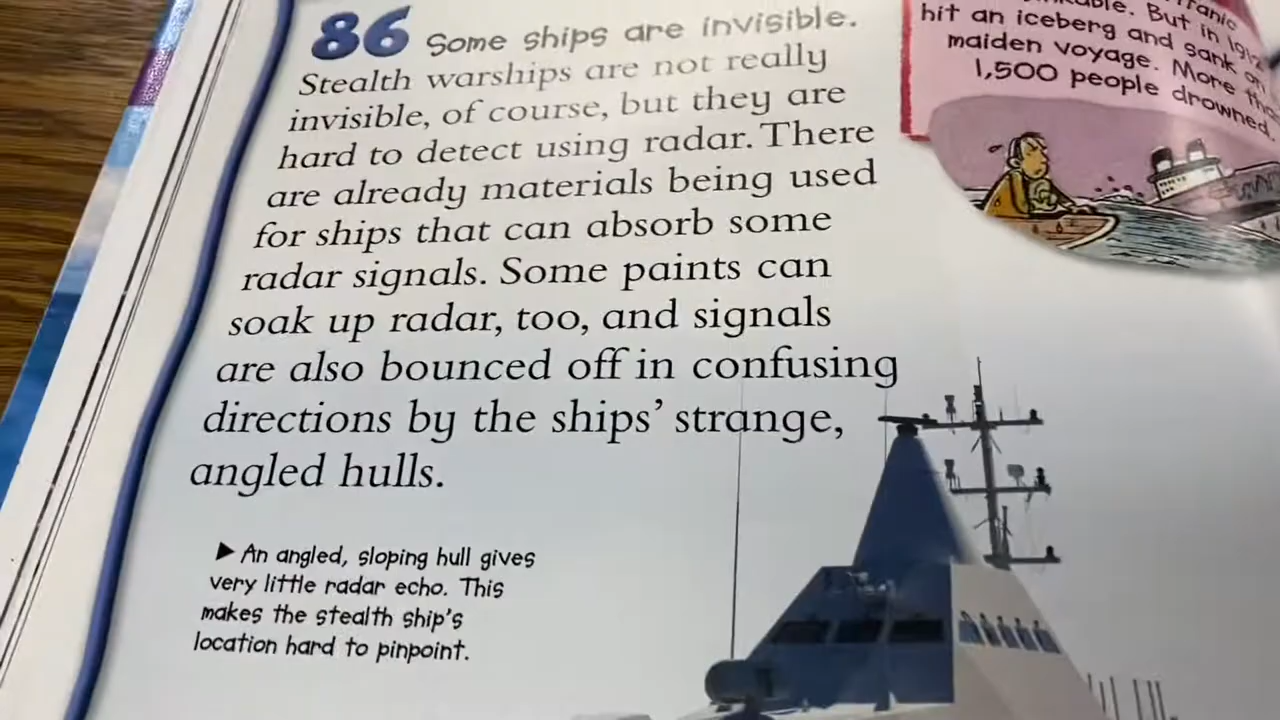 86 Some ships are invisible.
Stealth warships are not really
invisible, of course, but they are
hard to detect using radar. There
are already materials being used
for ships that can absorb some
radar signals. Some paints can
soak up radar, too, and signals
are also bounced off in confusing
directions by the ships' strange,
angled hulls.
▶ An angled, sloping hull gives
very little radar echo. This
makes the stealth ship's
location hard to pinpoint.
But in 1912
hit an iceberg and sank on
maiden voyage. More
1,500 people drowned.